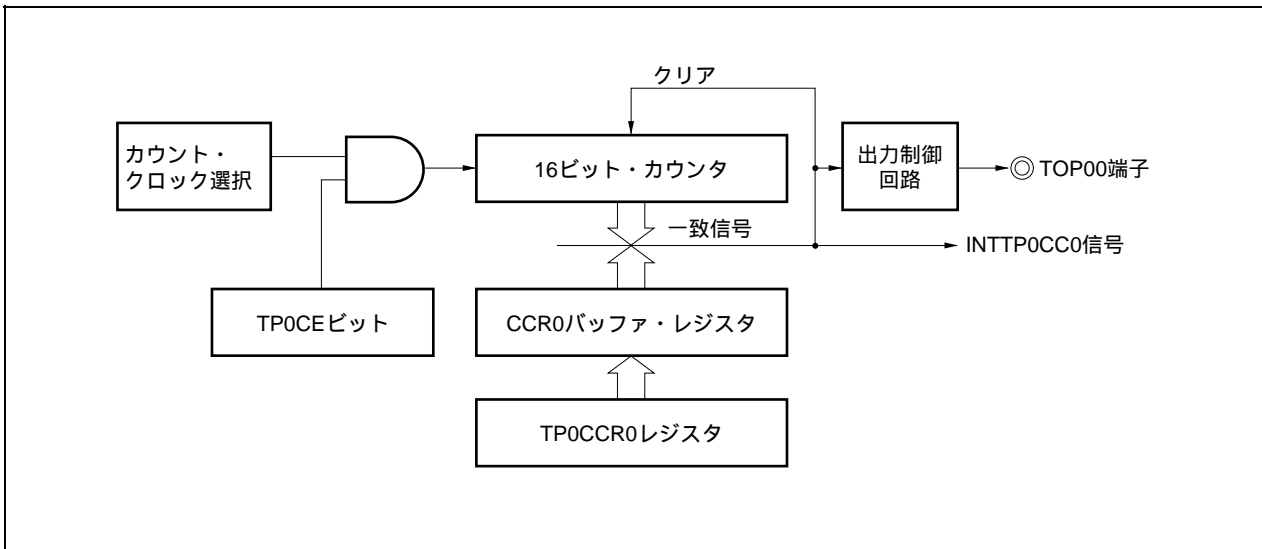 クリア
カウント・
クロック選択
16ビット・カウンタ
出力制御
回路
TOP00端子
一致信号
INTTP0CC0信号
TP0CEビット
CCR0バッファ・レジスタ
TP0CCR0レジスタ